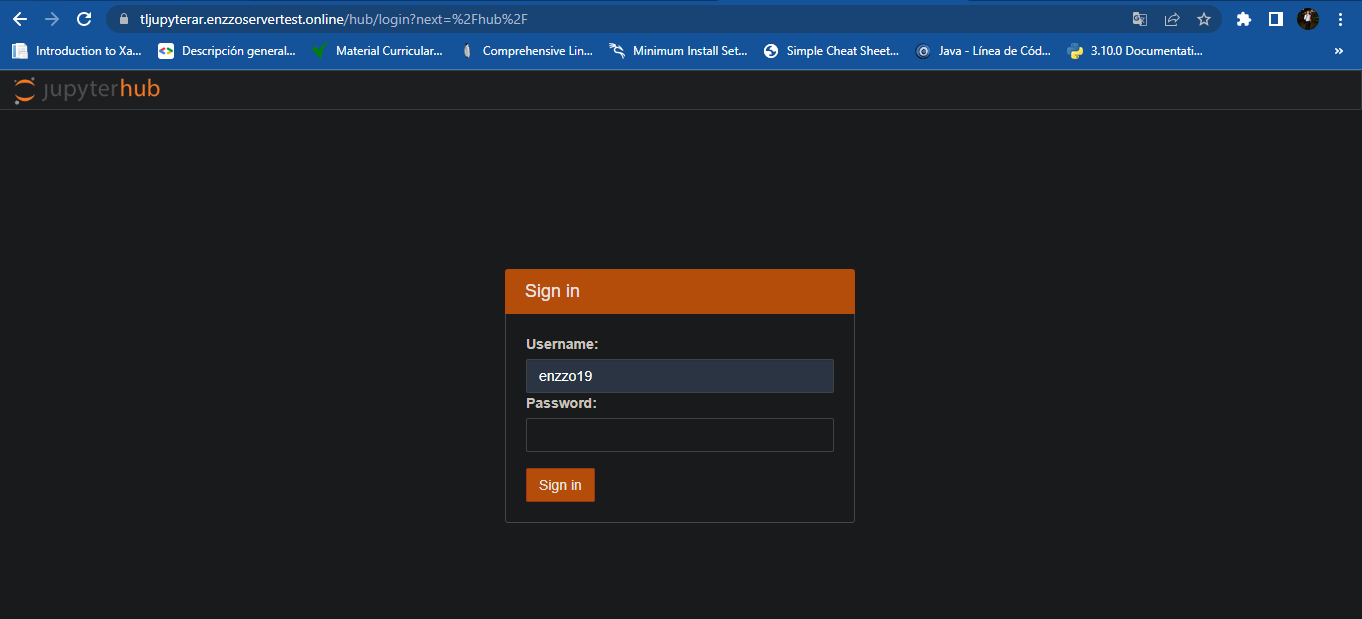 tljupyterar.enzzoservertest.online/hub/login?next=%2Fhub%2F
Introduction to Xa... Descripción general... Material Curricular... Comprehensive Lin... Minimum Install Set... Simple Cheat Sheet... Java - Línea de Cód... 3.10.0 Documentati... »
jupyterhub
Sign in
Username:
enzzo19
Password:
Sign in